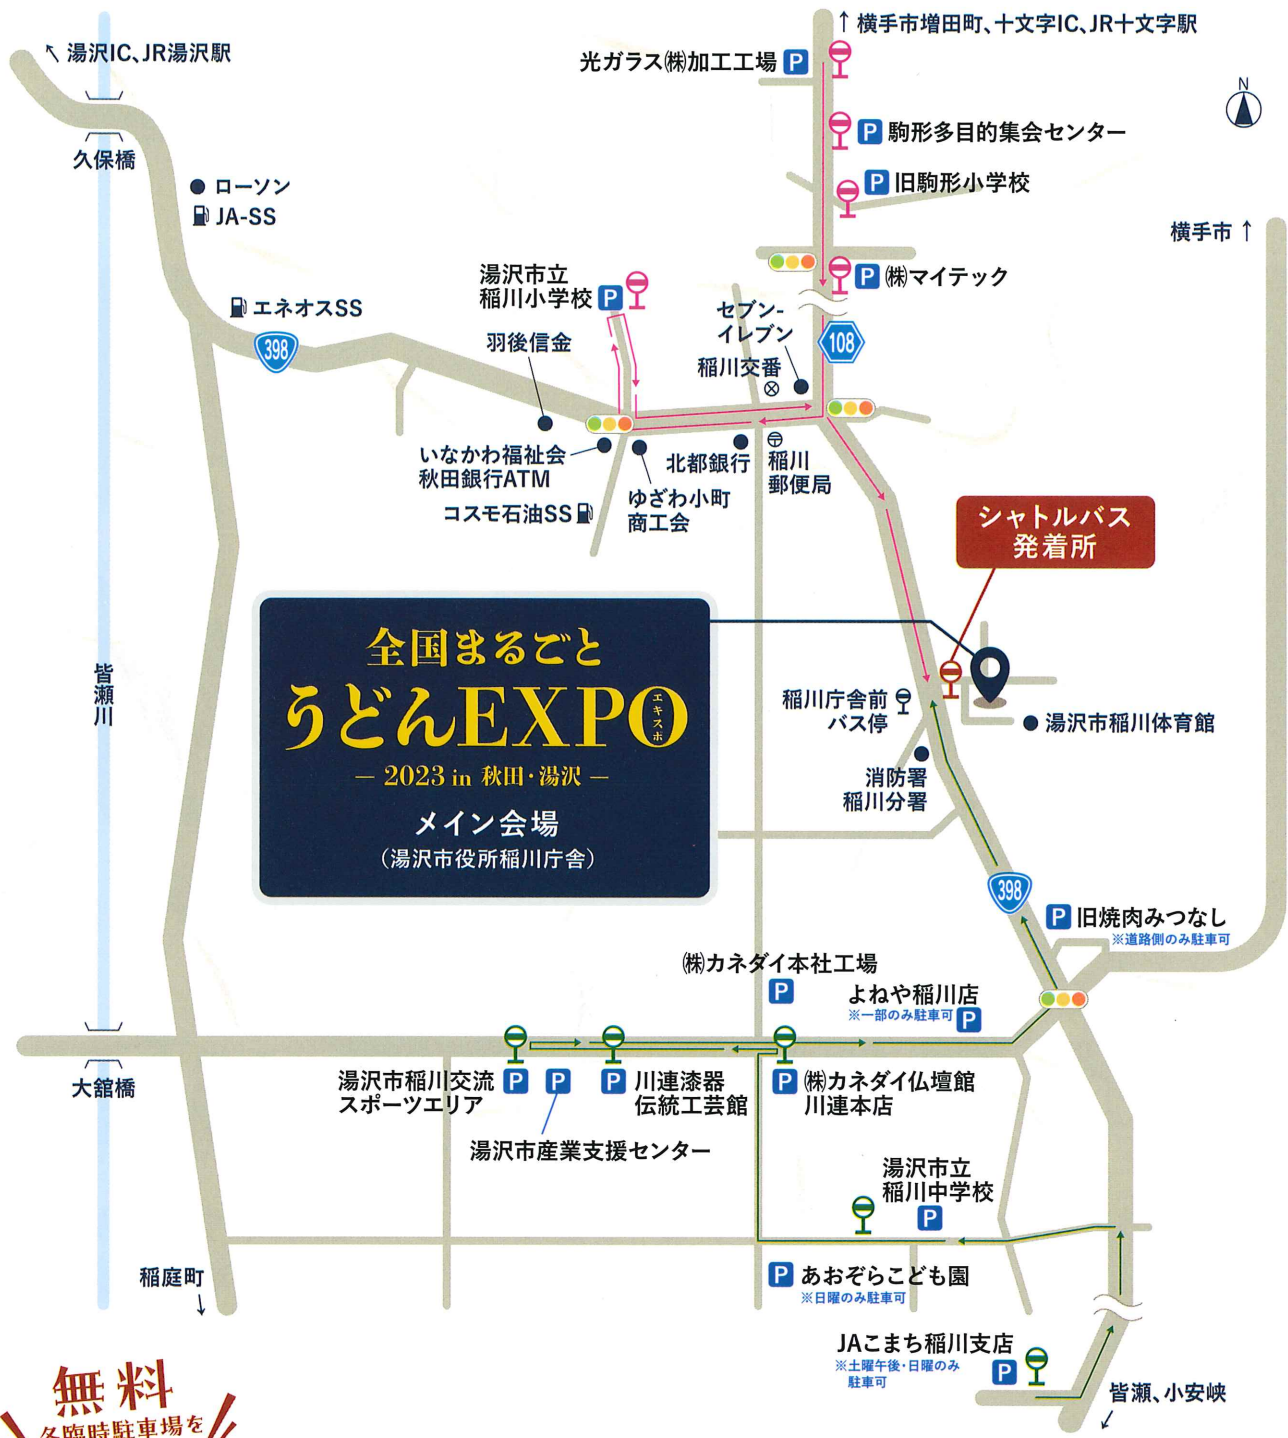 ↑ 横手市増田町、十文字IC、JR十文字駅
↖ 湯沢IC、JR湯沢駅
光ガラス㈱加工工場 P
N
P 駒形多目的集会センター
久保橋
P 旧駒形小学校
ローソン
JA-SS
横手市 ↑
P ㈱マイテック
湯沢市立
稲川小学校 P
エネオスSS
398
羽後信金
セブン-
イレブン
108
稲川交番
いなかわ福祉会
秋田銀行ATM
北都銀行
稲川
郵便局
ゆざわ小町
商工会
コスモ石油SS
シャトルバス
発着所
全国まるごと
うどんEXPO
エキスポ
― 2023 in 秋田・湯沢 ―
メイン会場
(湯沢市役所稲川庁舎)
皆瀬川
稲川庁舎前
バス停
湯沢市稲川体育館
消防署
稲川分署
398
P 旧焼肉みつなし
※道路側のみ駐車可
㈱カネダイ本社工場
P
よねや稲川店
※一部のみ駐車可 P
大舘橋
湯沢市稲川交流
スポーツエリア
P
P
P 川連漆器
伝統工芸館
P ㈱カネダイ仏壇館
川連本店
湯沢市産業支援センター
湯沢市立
稲川中学校
P
稲庭町
↓
P あおぞらこども園
※日曜のみ駐車可
JAこまち稲川支店
※土曜午後・日曜のみ
駐車可
P
皆瀬、小安峡
↙
無料
各臨時駐車場を